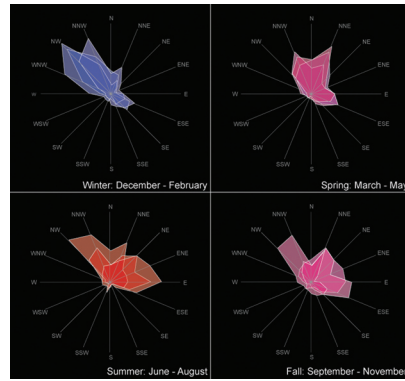 N
NNW
NNE
NW
NE
WNW
ENE
W
E
WSW
ESE
SW
SE
SSW
SSE
S
Winter: December - February
N
NNW
NNE
NW
NE
WNW
ENE
W
E
WSW
ESE
SW
SE
SSW
SSE
S
Spring: March - May
N
NNW
NNE
NW
NE
WNW
ENE
W
E
WSW
ESE
SW
SE
SSW
SSE
S
Summer: June - August
N
NNW
NNE
NW
NE
WNW
ENE
W
E
WSW
ESE
SW
SE
SSW
SSE
S
Fall: September - November